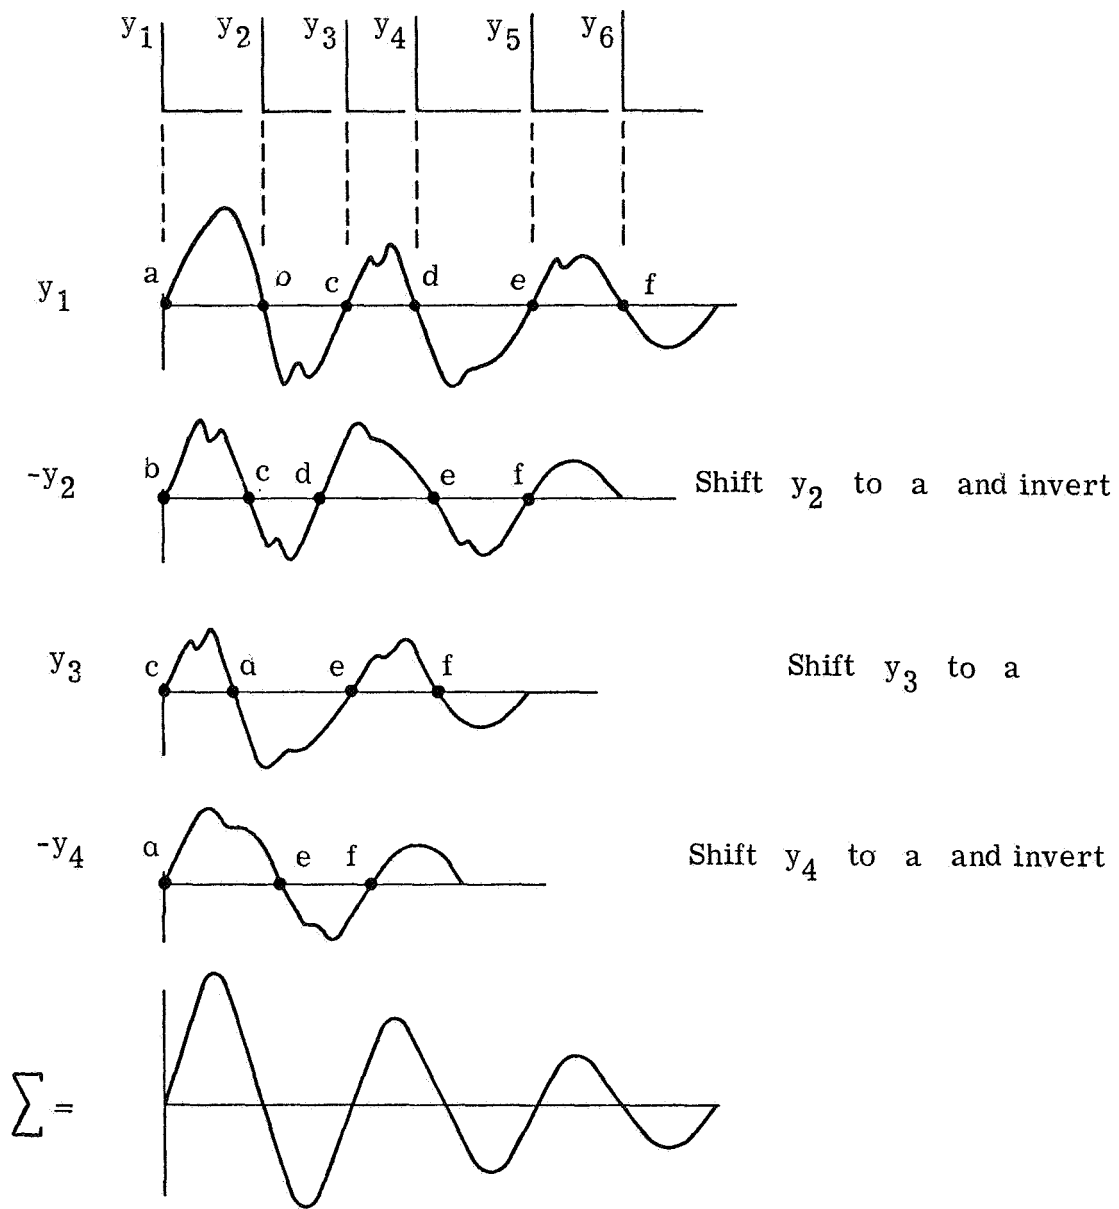 y1 y2 y3 y4 y5 y6
y1 a b c d e f
-y2 b c d e f Shift y2 to a and invert
y3 c d e f Shift y3 to a
-y4 d e f Shift y4 to a and invert
∑ =